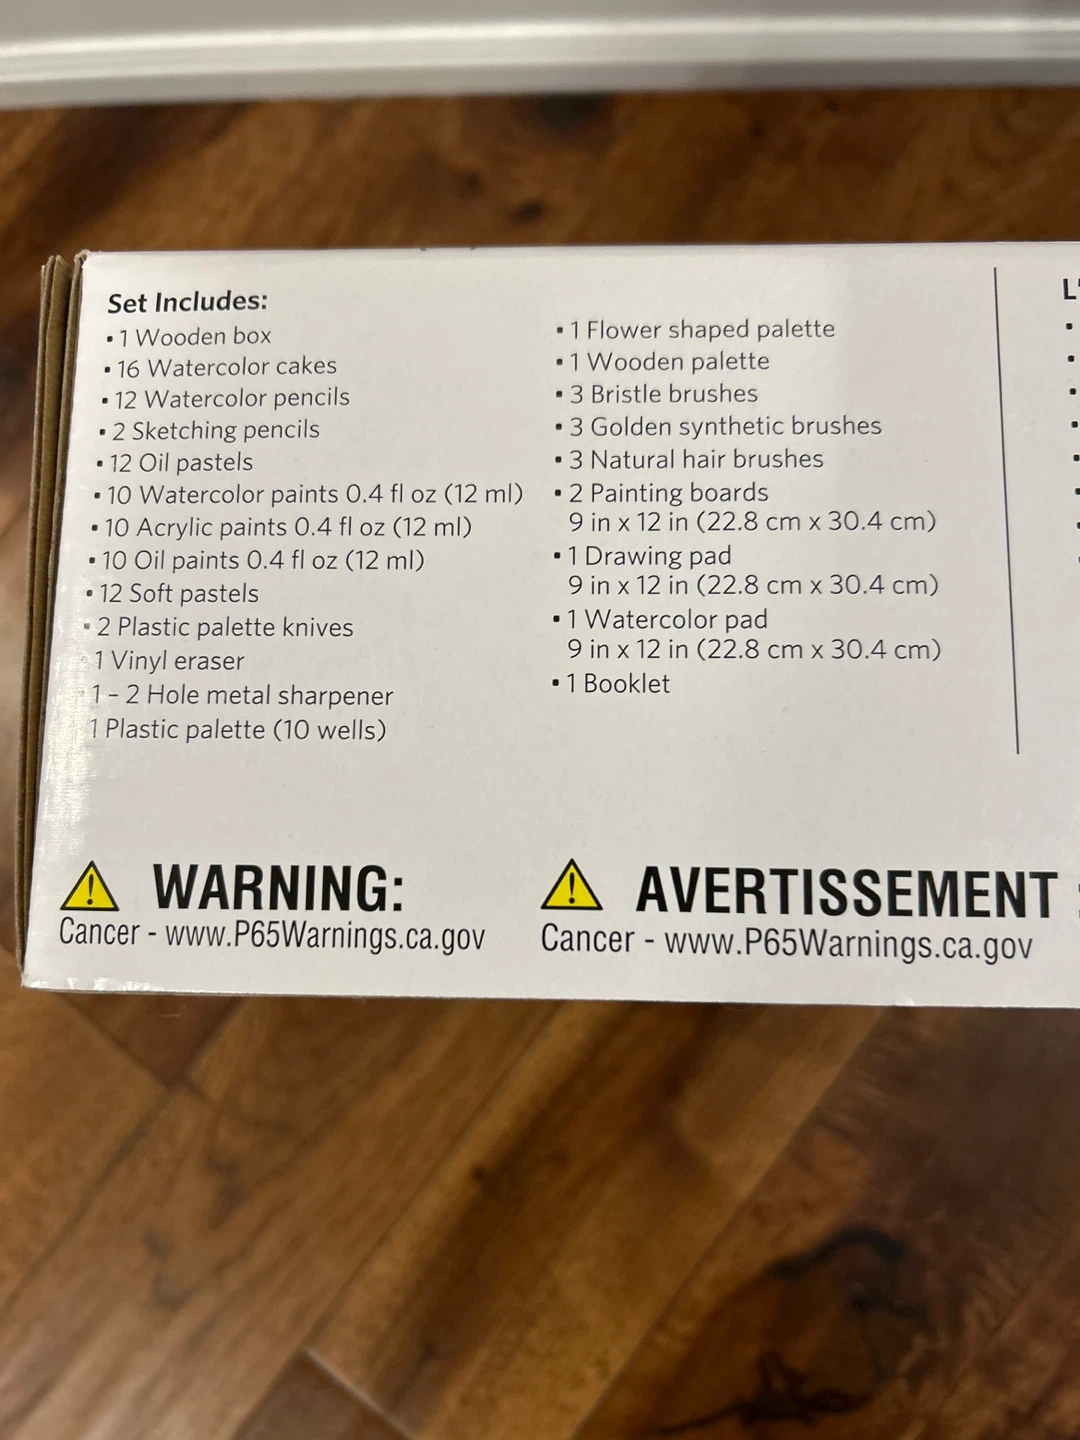 Set Includes:
• 1 Wooden box
• 16 Watercolor cakes
• 12 Watercolor pencils
• 2 Sketching pencils
• 12 Oil pastels
• 10 Watercolor paints 0.4 fl oz (12 ml)
• 10 Acrylic paints 0.4 fl oz (12 ml)
• 10 Oil paints 0.4 fl oz (12 ml)
• 12 Soft pastels
• 2 Plastic palette knives
• 1 Vinyl eraser
• 1 – 2 Hole metal sharpener
1 Plastic palette (10 wells)
• 1 Flower shaped palette
• 1 Wooden palette
• 3 Bristle brushes
• 3 Golden synthetic brushes
• 3 Natural hair brushes
• 2 Painting boards
9 in x 12 in (22.8 cm x 30.4 cm)
• 1 Drawing pad
9 in x 12 in (22.8 cm x 30.4 cm)
• 1 Watercolor pad
9 in x 12 in (22.8 cm x 30.4 cm)
• 1 Booklet
L'
WARNING:
Cancer - www.P65Warnings.ca.gov
AVERTISSEMENT :
Cancer - www.P65Warnings.ca.gov